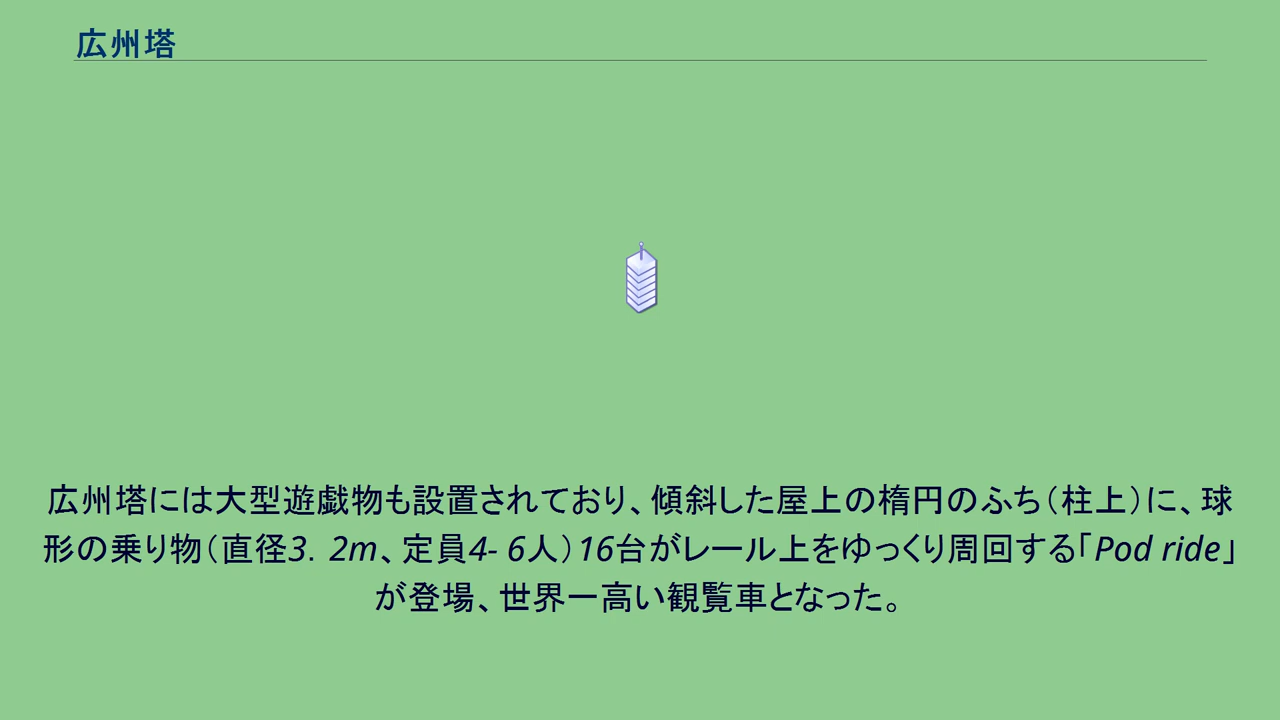 広州塔
広州塔には大型遊戯物も設置されており、傾斜した屋上の楕円のふち（柱上）に、球
形の乗り物（直径3．2m、定員4-6人）16台がレール上をゆっくり周回する「Pod ride」
が登場、世界一高い観覧車となった。